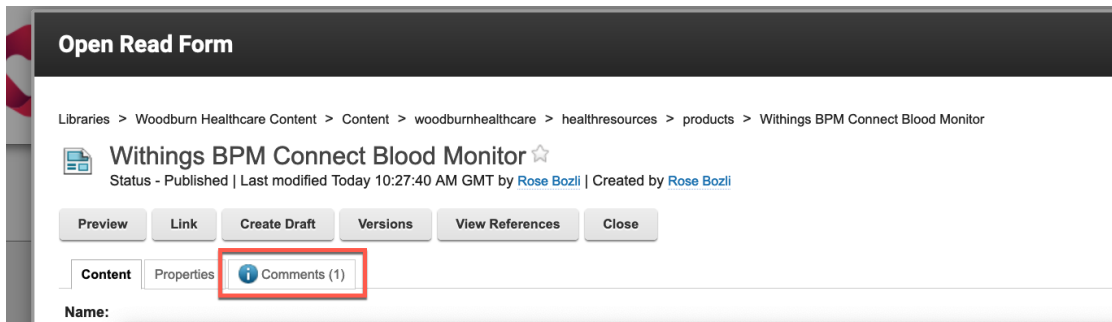 Open Read Form
Libraries > Woodburn Healthcare Content > Content > woodburnhealthcare > healthresources > products > Withings BPM Connect Blood Monitor
Withings BPM Connect Blood Monitor
Status - Published | Last modified Today 10:27:40 AM GMT by Rose Bozli | Created by Rose Bozli
Preview Link Create Draft Versions View References Close
Content Properties Comments (1)
Name: